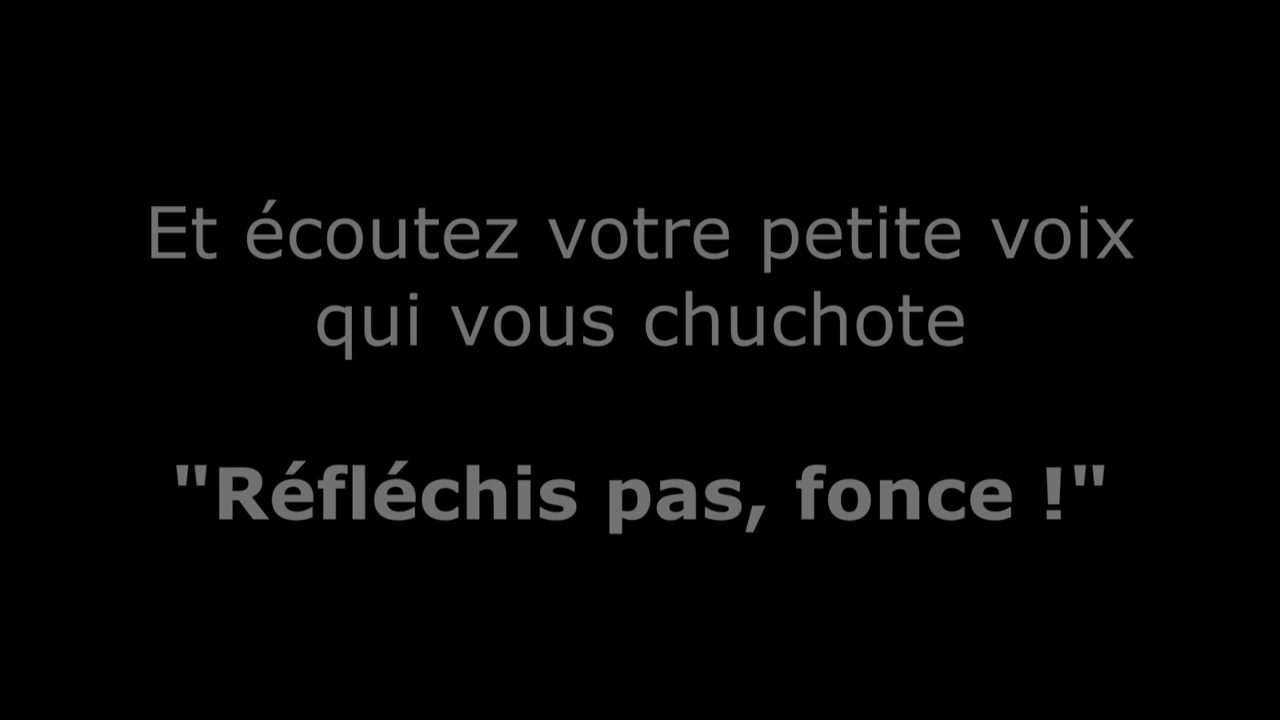 Et écoutez votre petite voix
qui vous chuchote
"Réfléchis pas, fonce !"